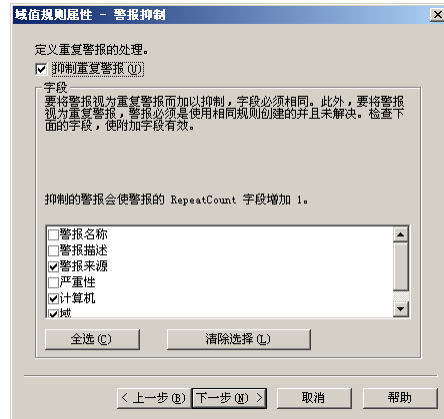 域值规则属性 - 警报抑制
定义重复警报的处理。
抑制重复警报(U)
字段
要将警报视为重复警报而加以抑制，字段必须相同。此外，要将警报
视为重复警报，警报必须是使用相同规则创建的并且未解决。检查下
面的字段，使附加字段有效。
抑制的警报会使警报的 RepeatCount 字段增加 1。
警报名称
警报描述
警报来源
严重性
计算机
域
全选(C)
清除选择(L)
< 上一步(B)
下一步(N) >
取消
帮助